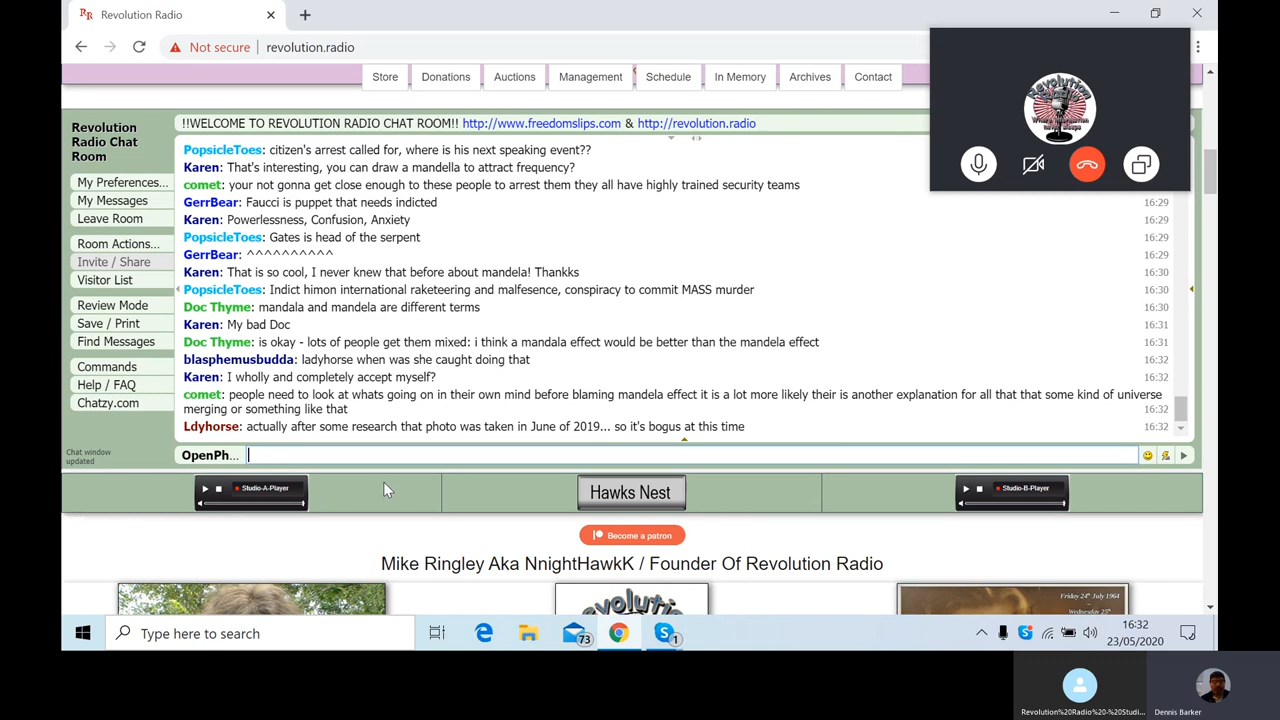 RR Revolution Radio
Not secure revolution.radio
Store Donations Auctions Management Schedule In Memory Archives Contact
Revolution Radio Chat Room
!!WELCOME TO REVOLUTION RADIO CHAT ROOM!! http://www.freedomslips.com & http://revolution.radio
My Preferences...
My Messages
Leave Room
Room Actions...
Invite / Share
Visitor List
Review Mode
Save / Print
Find Messages
Commands
Help / FAQ
Chatzy.com
PopsicleToes: citizen's arrest called for, where is his next speaking event??
Karen: That's interesting, you can draw a mandella to attract frequency?
comet: your not gonna get close enough to these people to arrest them they all have highly trained security teams
GerrBear: Faucci is puppet that needs indicted 16:29
Karen: Powerlessness, Confusion, Anxiety 16:29
PopsicleToes: Gates is head of the serpent 16:29
GerrBear: ^^^^^^^^^^ 16:29
Karen: That is so cool, I never knew that before about mandela! Thankks 16:30
PopsicleToes: Indict himon international raketeering and malfesence, conspiracy to commit MASS murder 16:30
Doc Thyme: mandala and mandela are different terms 16:30
Karen: My bad Doc 16:31
Doc Thyme: is okay - lots of people get them mixed: i think a mandala effect would be better than the mandela effect 16:31
blasphemusbudda: ladyhorse when was she caught doing that 16:32
Karen: I wholly and completely accept myself? 16:32
comet: people need to look at whats going on in their own mind before blaming mandela effect it is a lot more likely their is another explanation for all that that some kind of universe
merging or something like that 16:32
Ldyhorse: actually after some research that photo was taken in June of 2019... so it's bogus at this time 16:32
Chat window
updated
OpenPh...
Studio-A-Player
Hawks Nest
Studio-B-Player
Become a patron
Mike Ringley Aka NnightHawkK / Founder Of Revolution Radio
Friday 24th July 1964
Wednesday 25th
Type here to search
73
1
16:32
23/05/2020
Revolution%20Radio%20-%20Studi...
Dennis Barker